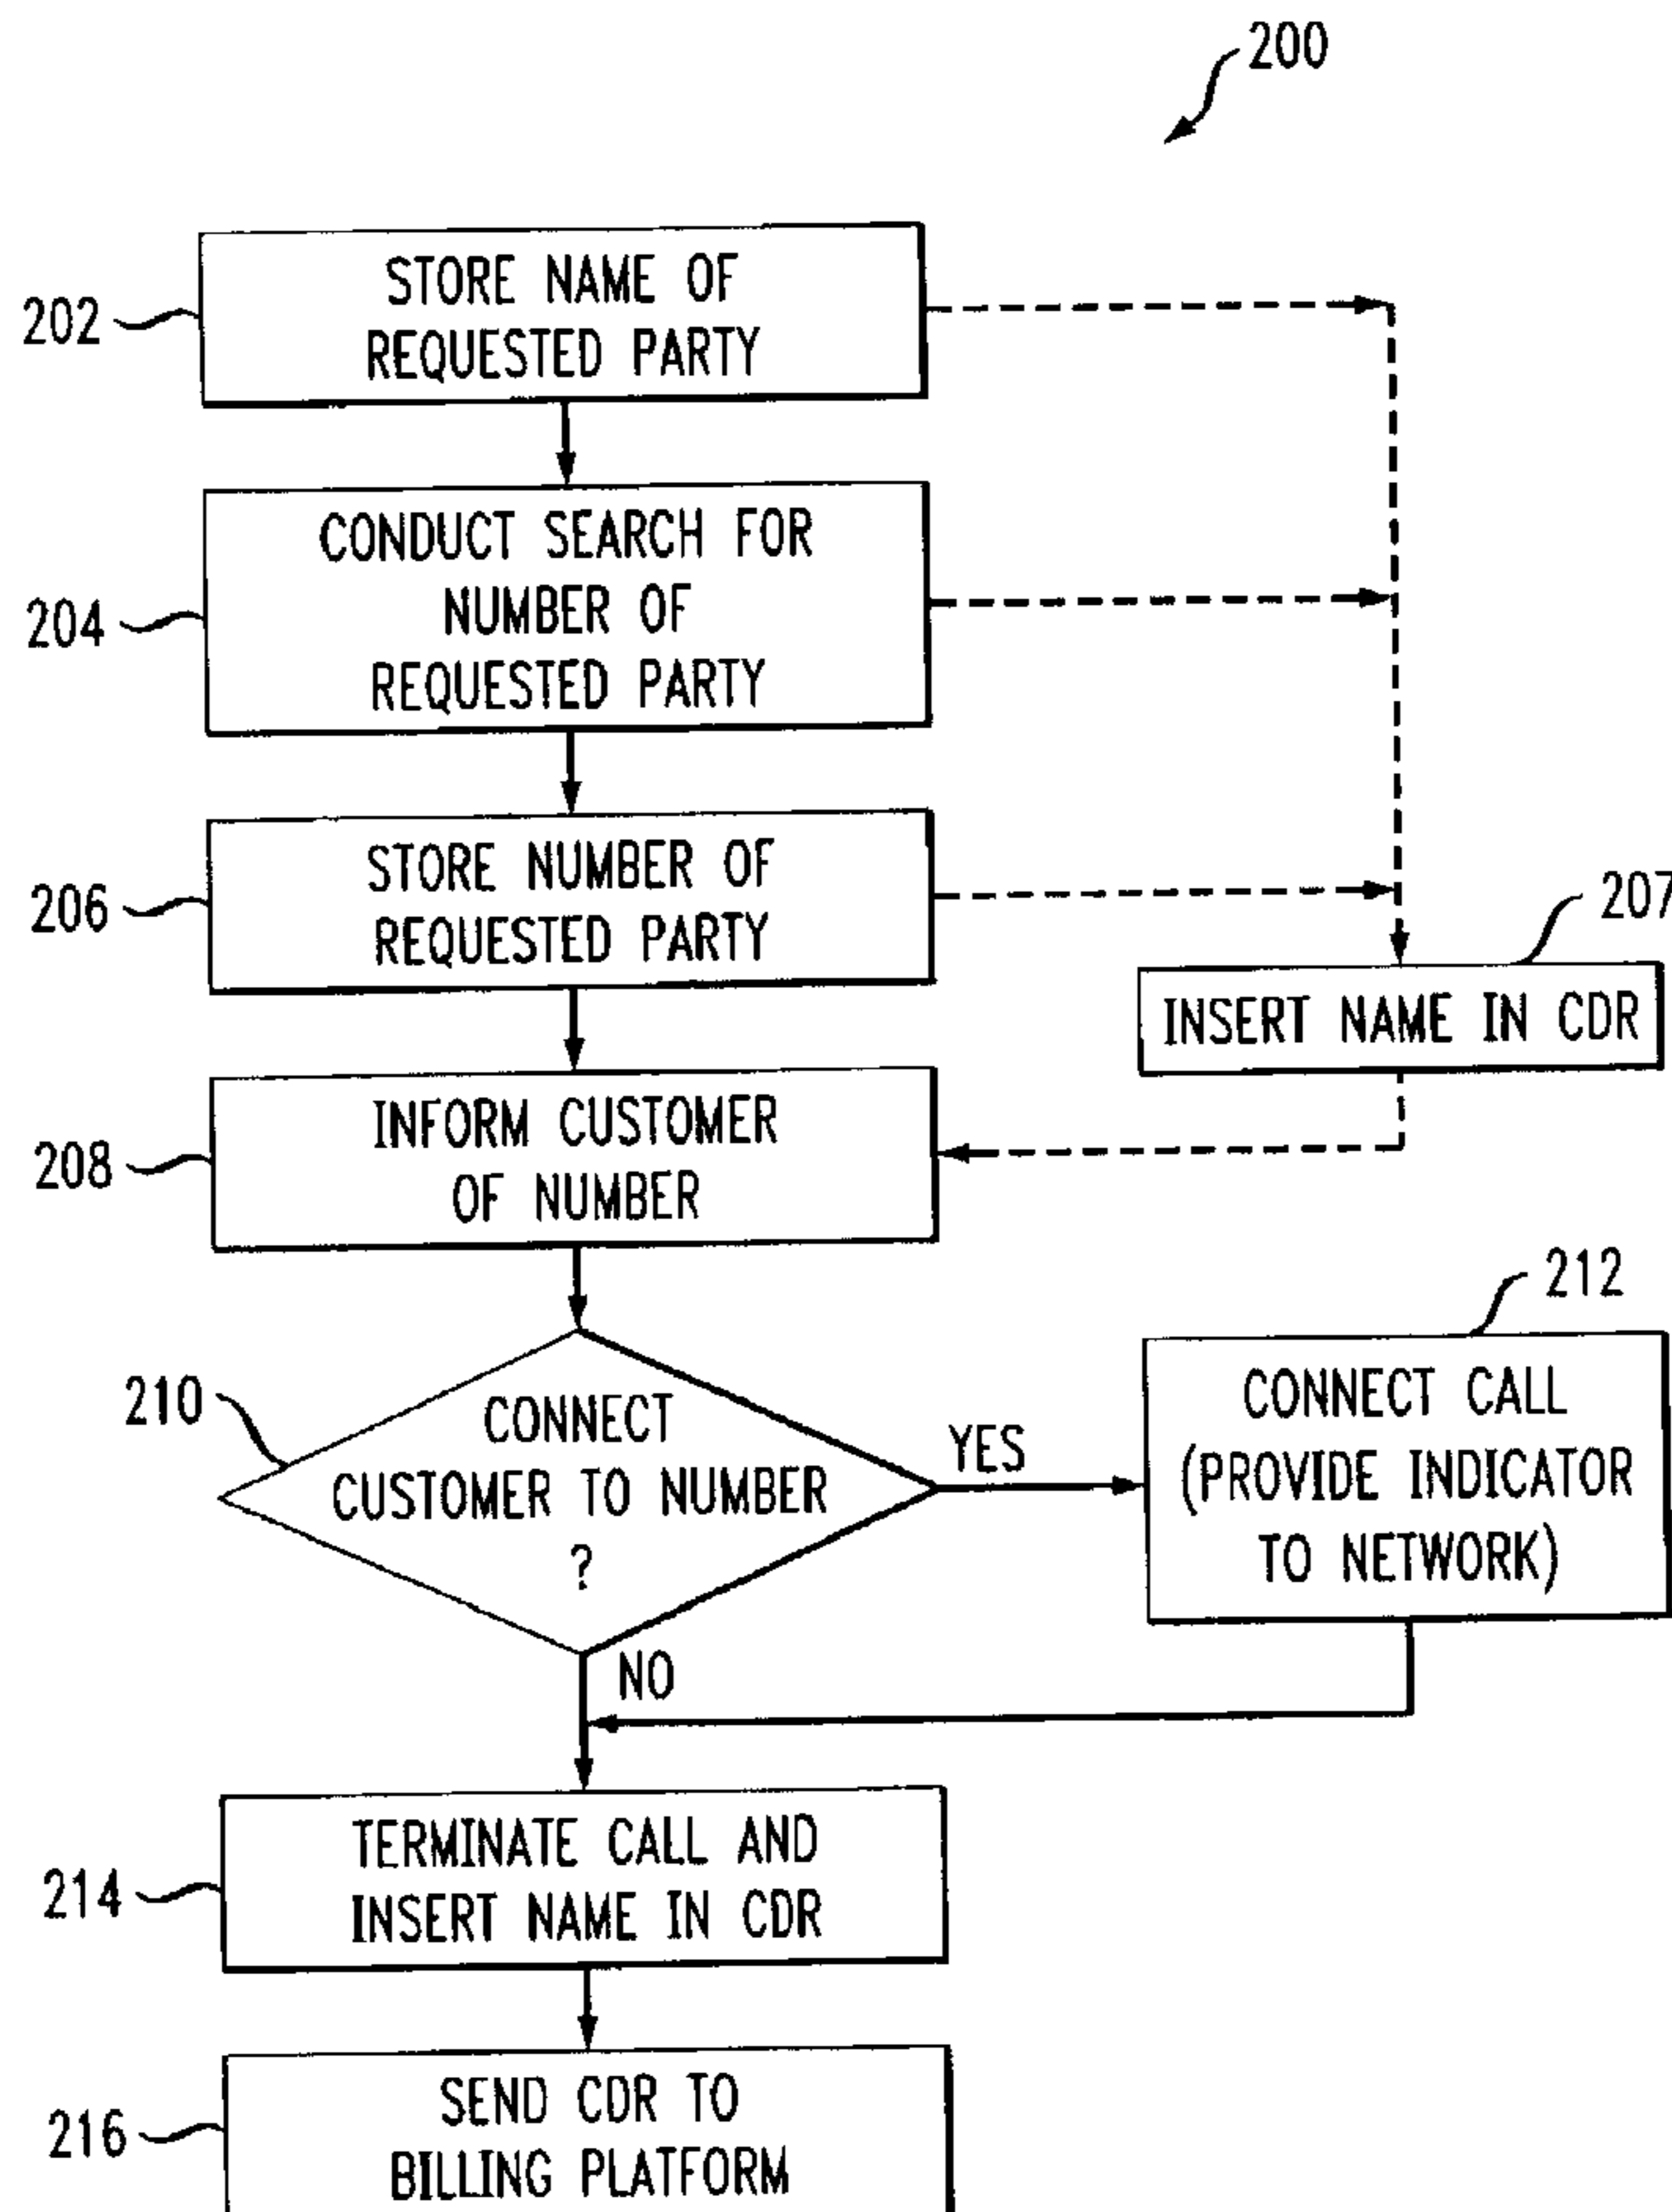 200
202
STORE NAME OF
REQUESTED PARTY
204
CONDUCT SEARCH FOR
NUMBER OF
REQUESTED PARTY
206
STORE NUMBER OF
REQUESTED PARTY
207
INSERT NAME IN CDR
208
INFORM CUSTOMER
OF NUMBER
210
CONNECT
CUSTOMER TO NUMBER
?
YES
212
CONNECT CALL
(PROVIDE INDICATOR
TO NETWORK)
NO
214
TERMINATE CALL AND
INSERT NAME IN CDR
216
SEND CDR TO
BILLING PLATFORM